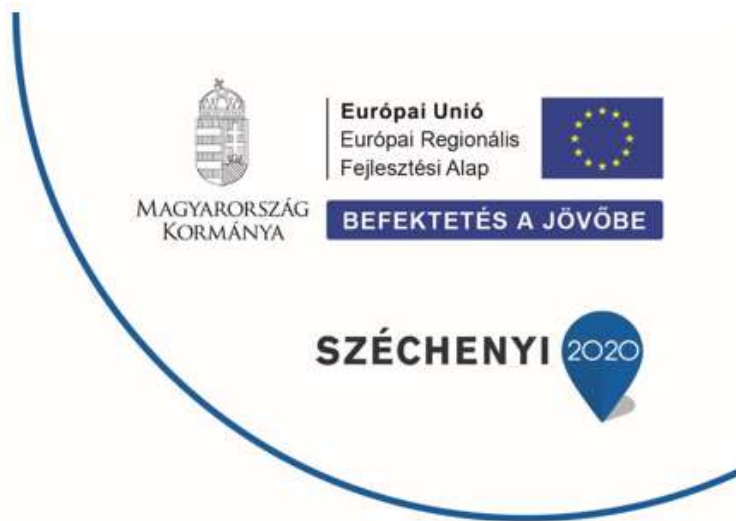 Európai Unió
Európai Regionális
Fejlesztési Alap
MAGYARORSZÁG
KORMÁNYA
BEFEKTETÉS A JÖVŐBE
SZÉCHENYI 2020